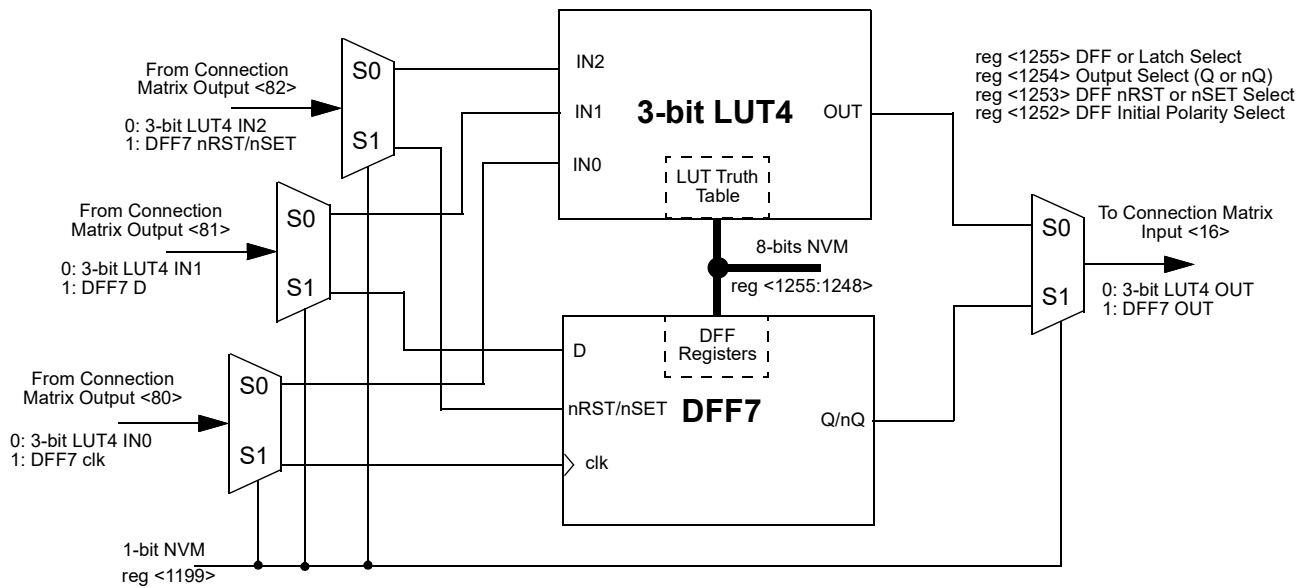 From Connection
Matrix Output <82>
0: 3-bit LUT4 IN2
1: DFF7 nRST/nSET
S0
S1
From Connection
Matrix Output <81>
0: 3-bit LUT4 IN1
1: DFF7 D
S0
S1
From Connection
Matrix Output <80>
0: 3-bit LUT4 IN0
1: DFF7 clk
S0
S1
1-bit NVM
reg <1199>
IN2
IN1
IN0
3-bit LUT4
OUT
LUT Truth
Table
8-bits NVM
reg <1255:1248>
DFF
Registers
D
nRST/nSET
clk
DFF7
Q/nQ
reg <1255> DFF or Latch Select
reg <1254> Output Select (Q or nQ)
reg <1253> DFF nRST or nSET Select
reg <1252> DFF Initial Polarity Select
S0
S1
To Connection Matrix
Input <16>
0: 3-bit LUT4 OUT
1: DFF7 OUT